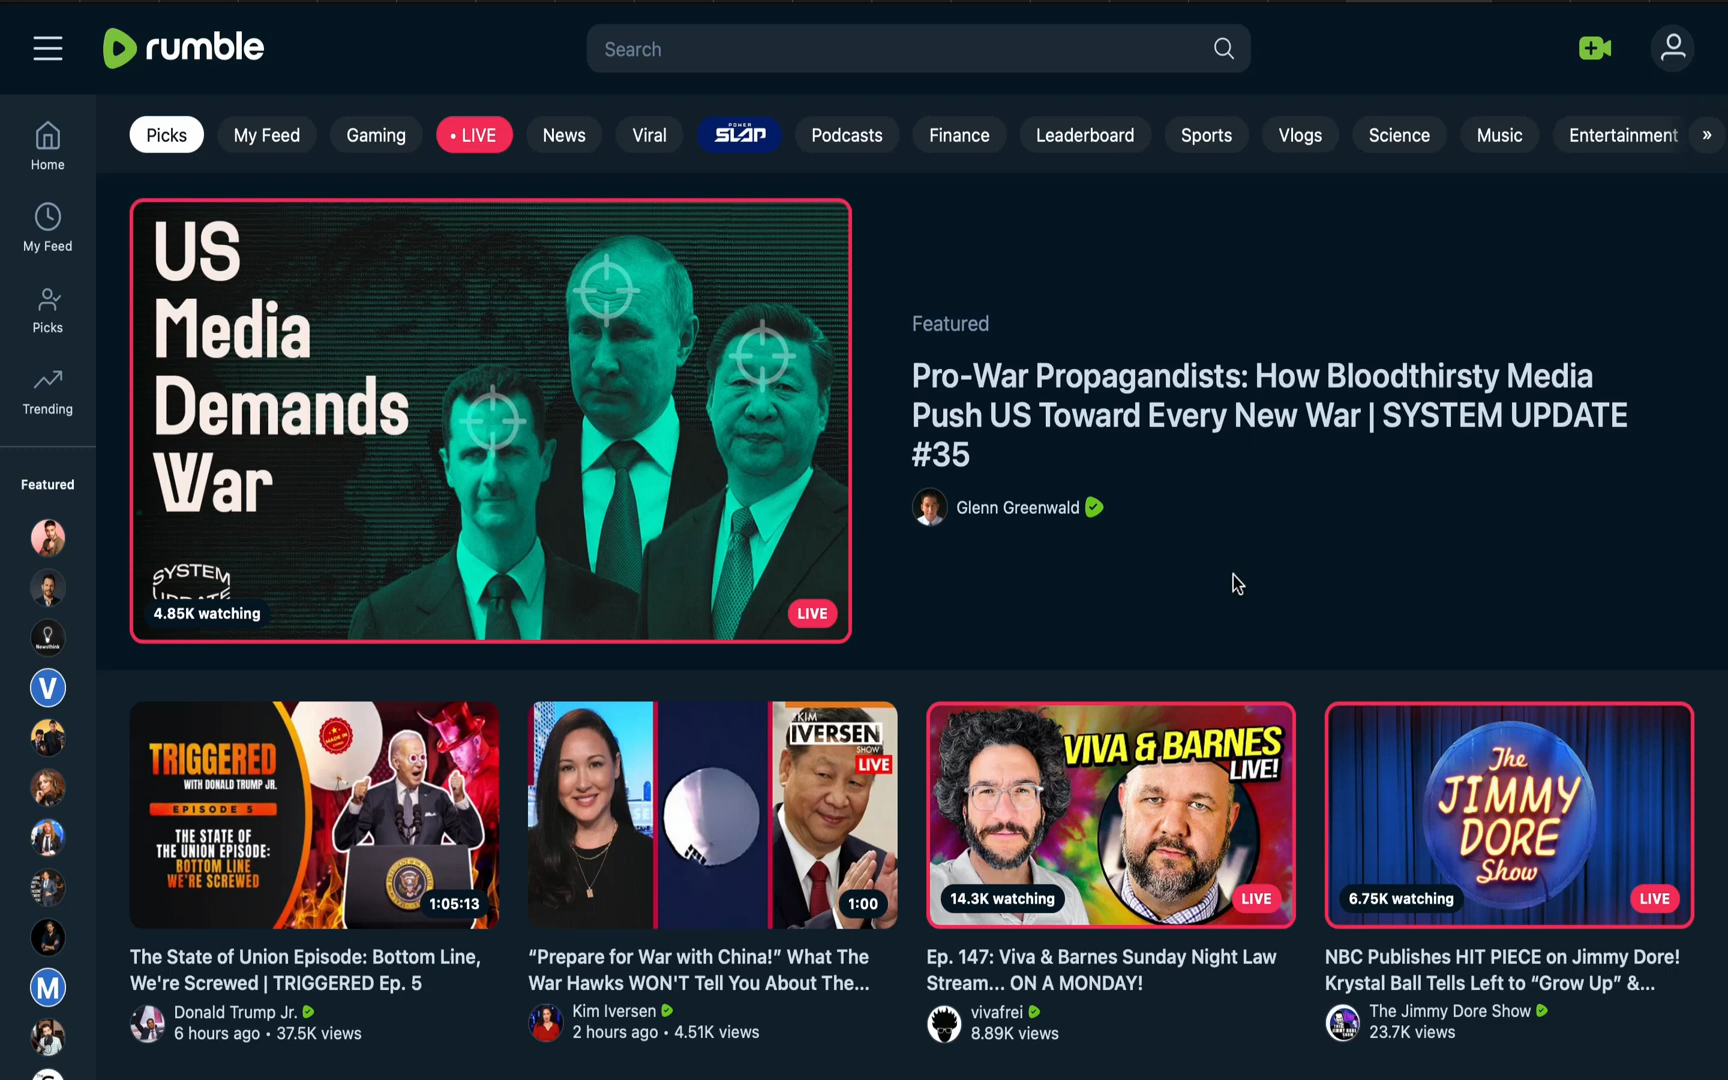 rumble
Search
Home
My Feed
Picks
Trending
Featured
Newsthink
V
M
Picks
My Feed
Gaming
• LIVE
News
Viral
POWER
SLAP
Podcasts
Finance
Leaderboard
Sports
Vlogs
Science
Music
Entertainment
»
US
Media
Demands
War
SYSTEM
UPDATE
4.85K watching
LIVE
Featured
Pro-War Propagandists: How Bloodthirsty Media
Push US Toward Every New War | SYSTEM UPDATE
#35
Glenn Greenwald
TRIGGERED
WITH DONALD TRUMP JR.
EPISODE 5
THE STATE OF
THE UNION EPISODE:
BOTTOM LINE
WE'RE SCREWED
1:05:13
The State of Union Episode: Bottom Line,
We're Screwed | TRIGGERED Ep. 5
Donald Trump Jr.
6 hours ago • 37.5K views
KIM
IVERSEN
SHOW
LIVE
1:00
“Prepare for War with China!” What The
War Hawks WON'T Tell You About The...
Kim Iversen
2 hours ago • 4.51K views
VIVA & BARNES
LIVE!
14.3K watching
LIVE
Ep. 147: Viva & Barnes Sunday Night Law
Stream... ON A MONDAY!
vivafrei
8.89K views
The
JIMMY
DORE
Show
6.75K watching
LIVE
NBC Publishes HIT PIECE on Jimmy Dore!
Krystal Ball Tells Left to “Grow Up” &...
The Jimmy Dore Show
23.7K views